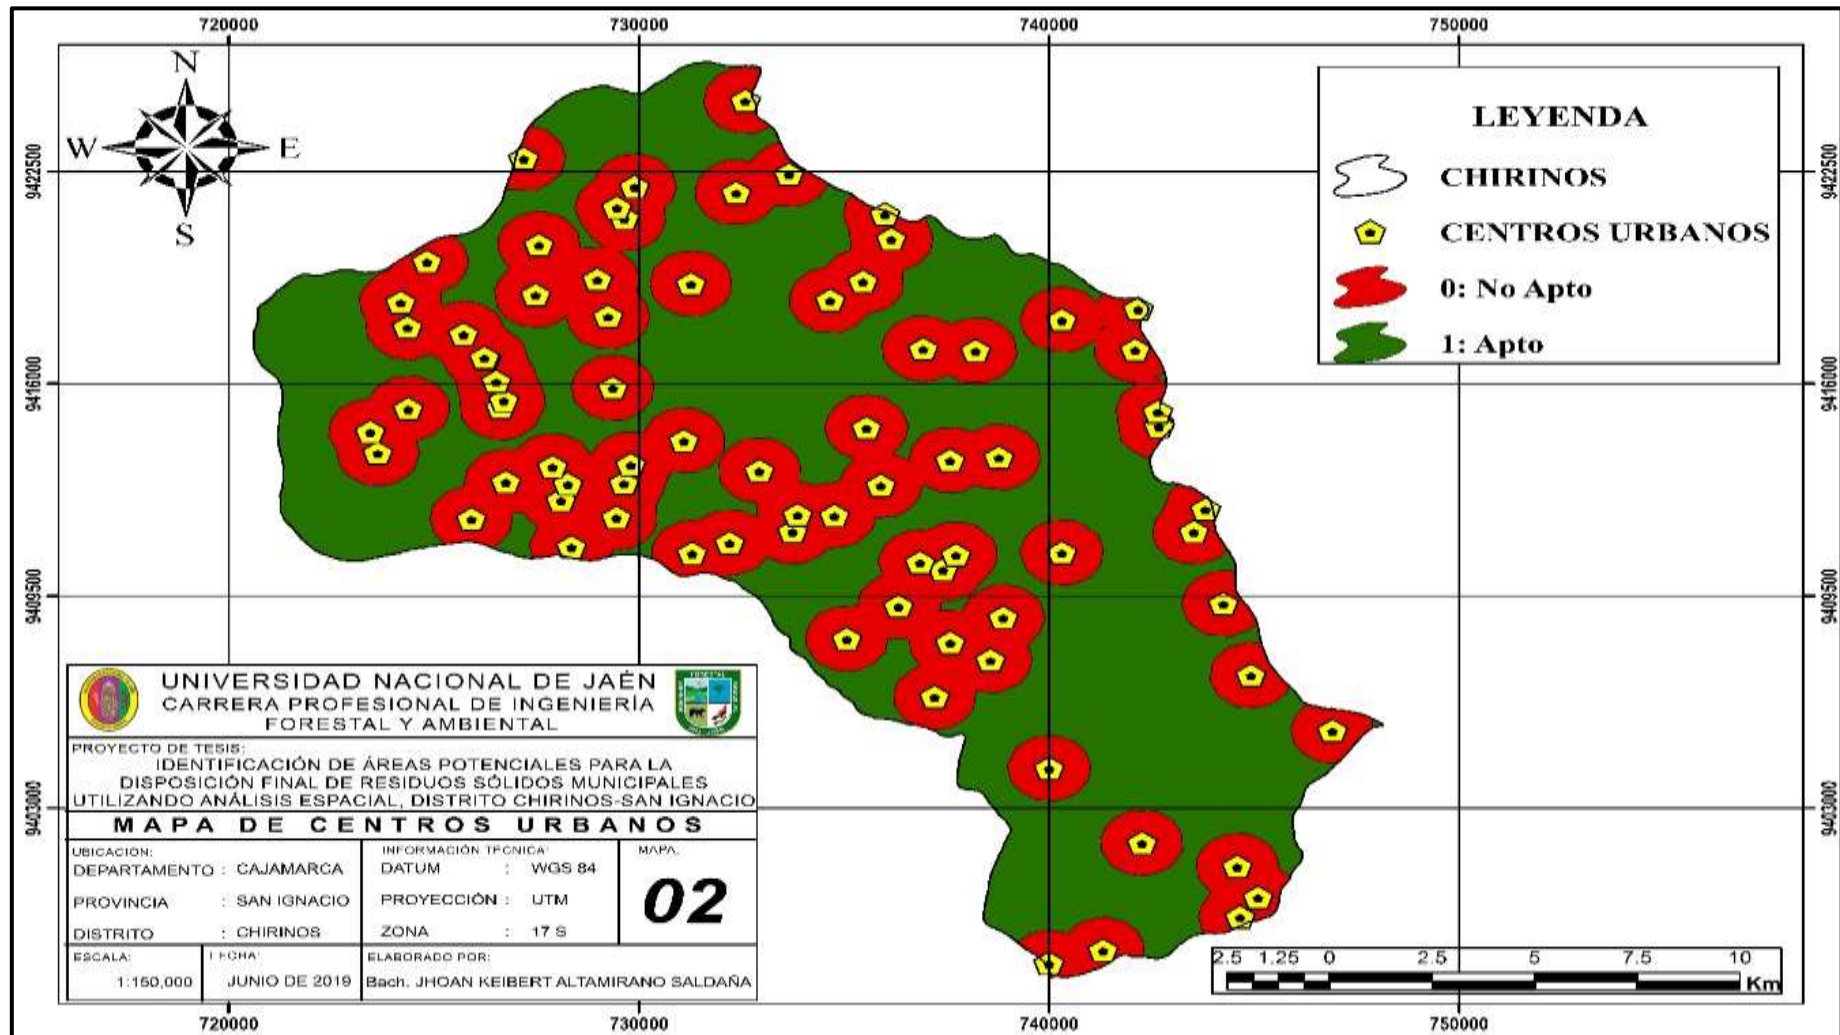 720000
730000
740000
750000
N
W
E
S
9422500
9422500
9416000
9416000
9409500
9409500
9403000
9403000
LEYENDA
CHIRINOS
CENTROS URBANOS
0: No Apto
1: Apto
UNIVERSIDAD NACIONAL DE JAÉN
CARRERA PROFESIONAL DE INGENIERÍA
FORESTAL Y AMBIENTAL
PROYECTO DE TESIS:
IDENTIFICACIÓN DE ÁREAS POTENCIALES PARA LA
DISPOSICIÓN FINAL DE RESIDUOS SÓLIDOS MUNICIPALES
UTILIZANDO ANÁLISIS ESPACIAL, DISTRITO CHIRINOS-SAN IGNACIO
MAPA DE CENTROS URBANOS
UBICACIÓN:
DEPARTAMENTO : CAJAMARCA
PROVINCIA : SAN IGNACIO
DISTRITO : CHIRINOS
INFORMACIÓN TÉCNICA:
DATUM : WGS 84
PROYECCIÓN : UTM
ZONA : 17 S
MAPA:
02
ESCALA:
1:150,000
FECHA:
JUNIO DE 2019
ELABORADO POR:
Bach. JHOAN KEIBERT ALTAMIRANO SALDAÑA
2.5 1.25 0 2.5 5 7.5 10
Km
720000
730000
740000
750000